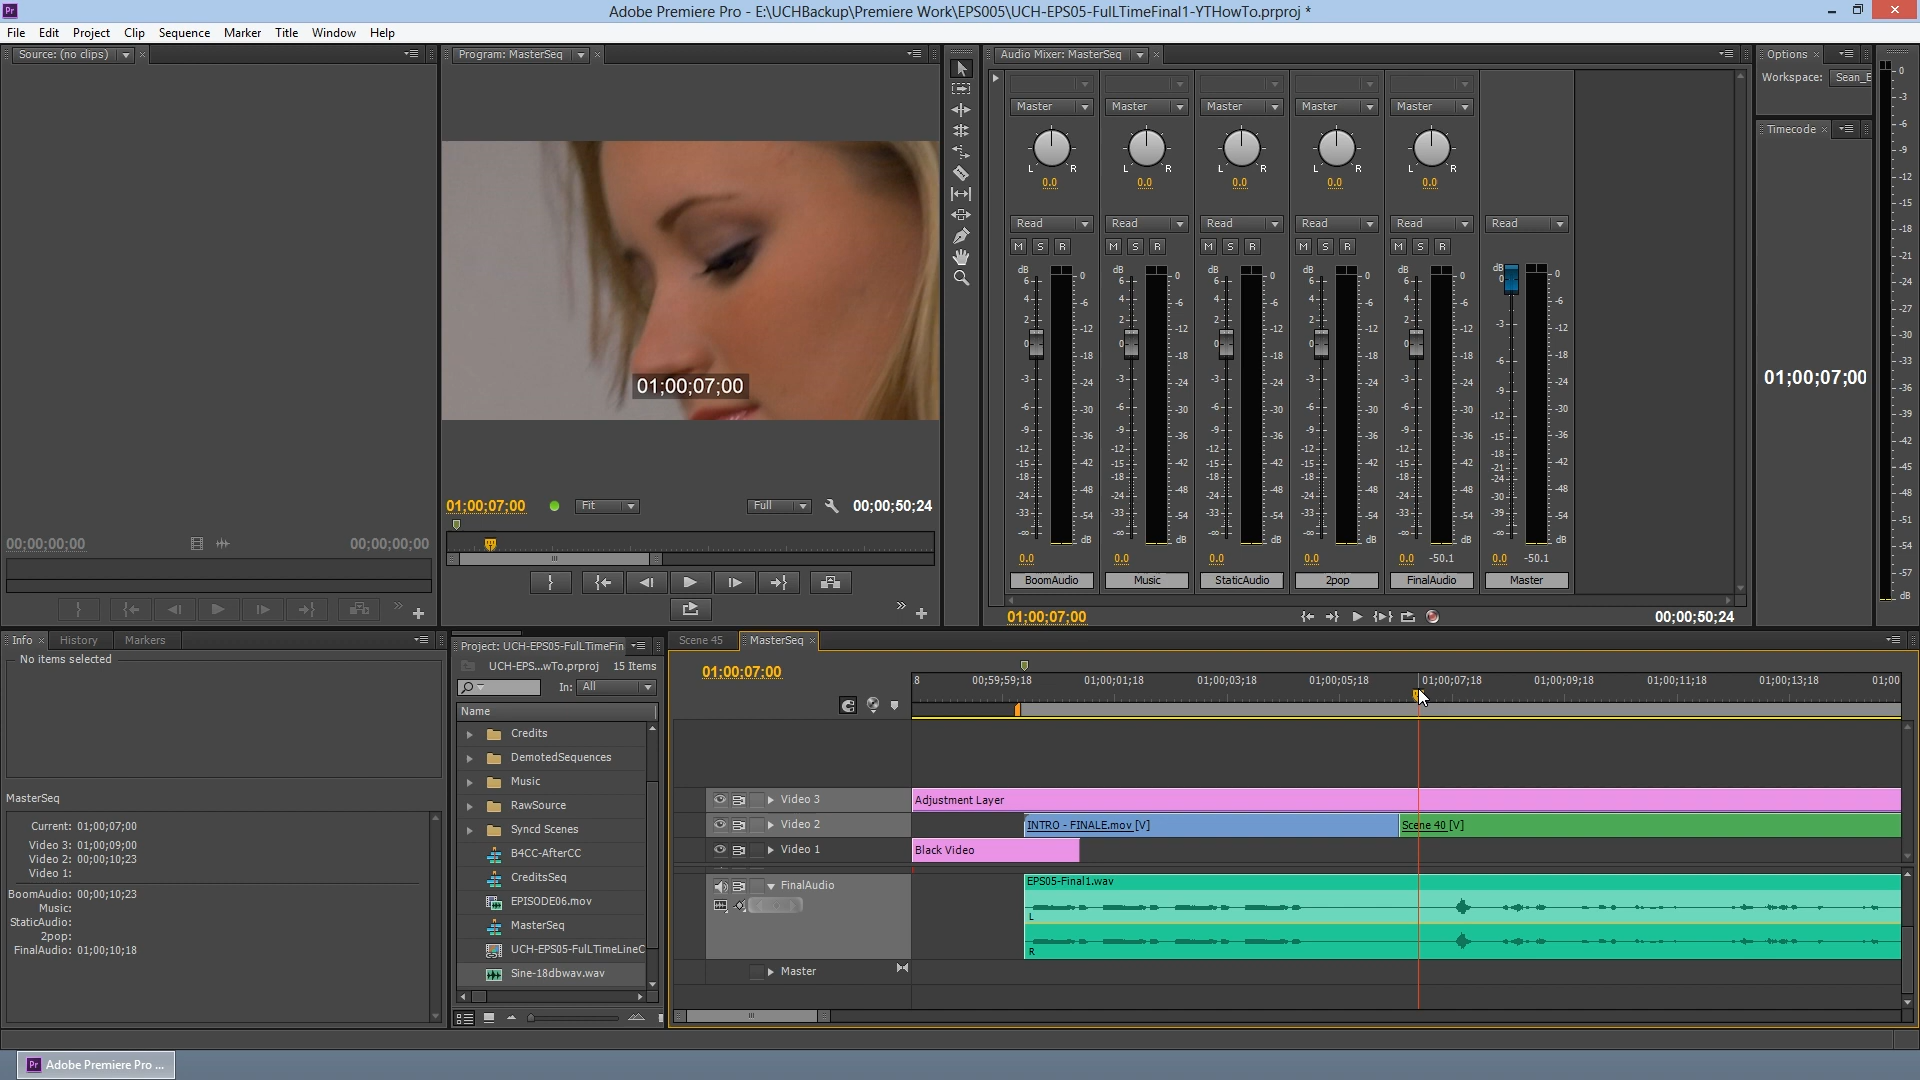 Adobe Premiere Pro - E:\UCHBackup\Premiere Work\EPS005\UCH-EPS05-FulLTimeFinal1-YTHowTo.prproj *
File Edit Project Clip Sequence Marker Title Window Help
Source: (no clips)
Program: MasterSeq
Audio Mixer: MasterSeq
Options
Workspace: Sean_E
Timecode
Master Master Master Master Master
L R L R L R L R L R
0.0 0.0 0.0 0.0 0.0
Read Read Read Read Read Read
M S R M S R M S R M S R M S R
01;00;07;00
01;00;07;00
0.0 0.0 0.0 0.0 0.0 -50.1 0.0 -50.1
BoomAudio Music StaticAudio 2pop FinalAudio Master
01;00;07;00 Fit Full 00;00;50;24
00;00;00;00 00;00;00;00
01;00;07;00 00;00;50;24
Info History Markers
No items selected
MasterSeq
Current: 01;00;07;00
Video 3: 01;00;09;00
Video 2: 00;00;10;23
Video 1:
BoomAudio: 00;00;10;23
Music:
StaticAudio:
2pop:
FinalAudio: 01;00;10;18
Project: UCH-EPS05-FulLTimeFin
UCH-EPS...wTo.prproj 15 Items
In: All
Name
Credits
DemotedSequences
Music
RawSource
Syncd Scenes
B4CC-AfterCC
CreditsSeq
EPISODE06.mov
MasterSeq
UCH-EPS05-FulLTimeLineC
Sine-18dbwav.wav
Scene 45 MasterSeq
01;00;07;00
8 00;59;59;18 01;00;01;18 01;00;03;18 01;00;05;18 01;00;07;18 01;00;09;18 01;00;11;18 01;00;13;18 01;00
Video 3 Adjustment Layer
Video 2 INTRO - FINALE.mov [V] Scene 40 [V]
Video 1 Black Video
FinalAudio EPS05-Final1.wav
L
R
Master
Adobe Premiere Pro ...